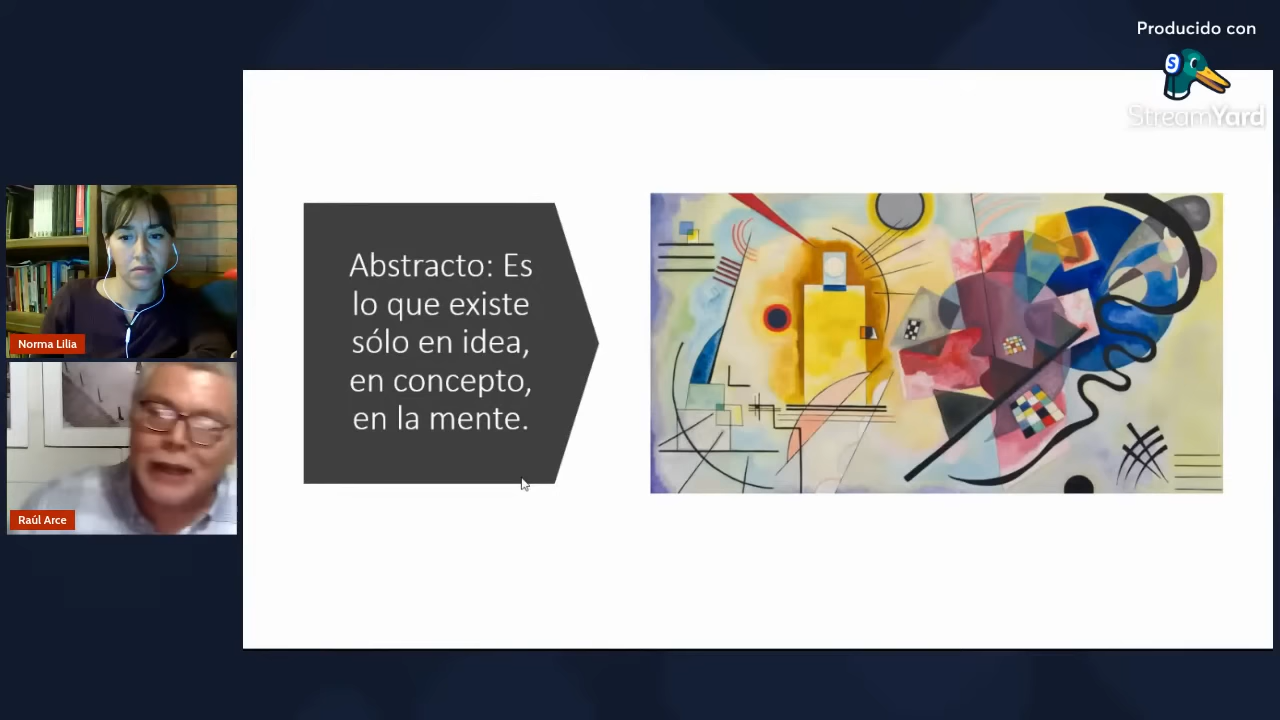 Producido con
S
StreamYard
Abstracto: Es
lo que existe
sólo en idea,
en concepto,
en la mente.
Norma Lilia
Raúl Arce